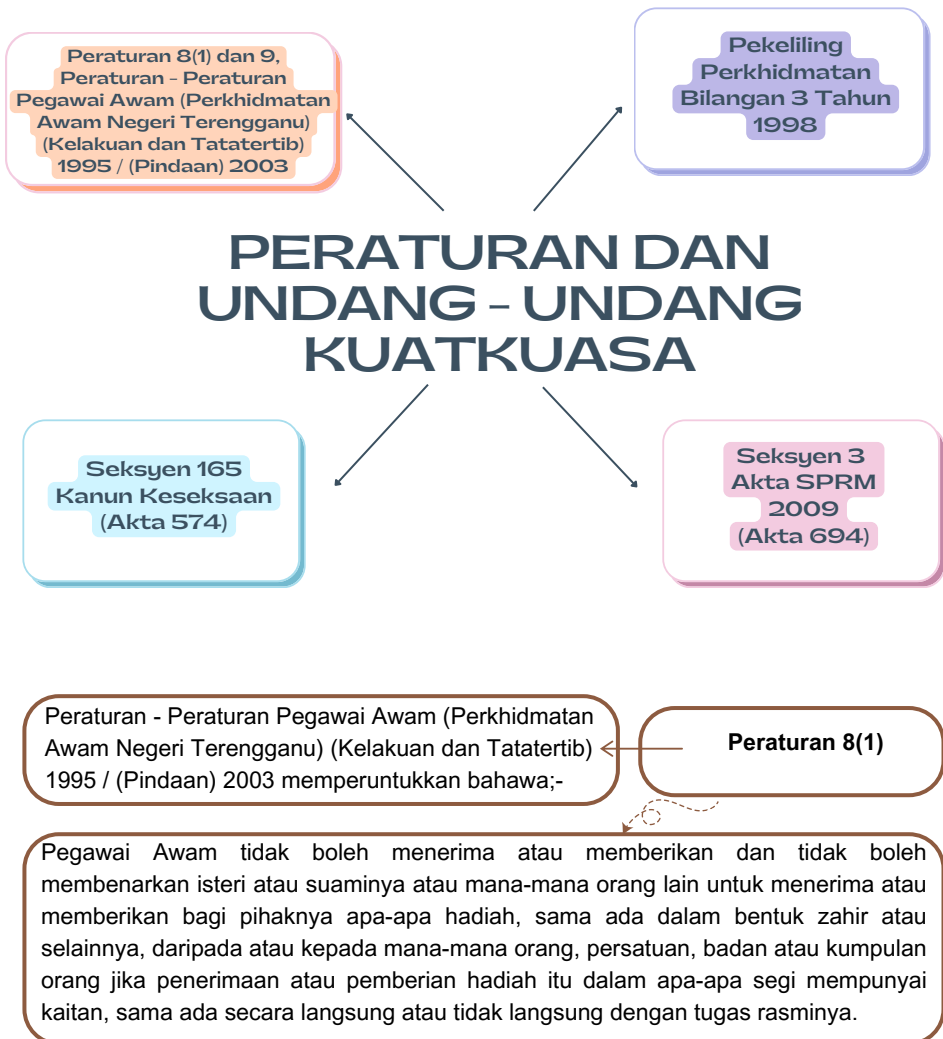 Peraturan 8(1) dan 9,
Peraturan - Peraturan
Pegawai Awam (Perkhidmatan
Awam Negeri Terengganu)
(Kelakuan dan Tatatertib)
1995 / (Pindaan) 2003
Pekeliling
Perkhidmatan
Bilangan 3 Tahun
1998
PERATURAN DAN
UNDANG - UNDANG
KUATKUASA
Seksyen 165
Kanun Keseksaan
(Akta 574)
Seksyen 3
Akta SPRM
2009
(Akta 694)
Peraturan - Peraturan Pegawai Awam (Perkhidmatan
Awam Negeri Terengganu) (Kelakuan dan Tatatertib)
1995 / (Pindaan) 2003 memperuntukkan bahawa;-
Peraturan 8(1)
Pegawai Awam tidak boleh menerima atau memberikan dan tidak boleh
membenarkan isteri atau suaminya atau mana-mana orang lain untuk menerima atau
memberikan bagi pihaknya apa-apa hadiah, sama ada dalam bentuk zahir atau
selainnya, daripada atau kepada mana-mana orang, persatuan, badan atau kumpulan
orang jika penerimaan atau pemberian hadiah itu dalam apa-apa segi mempunyai
kaitan, sama ada secara langsung atau tidak langsung dengan tugas rasminya.